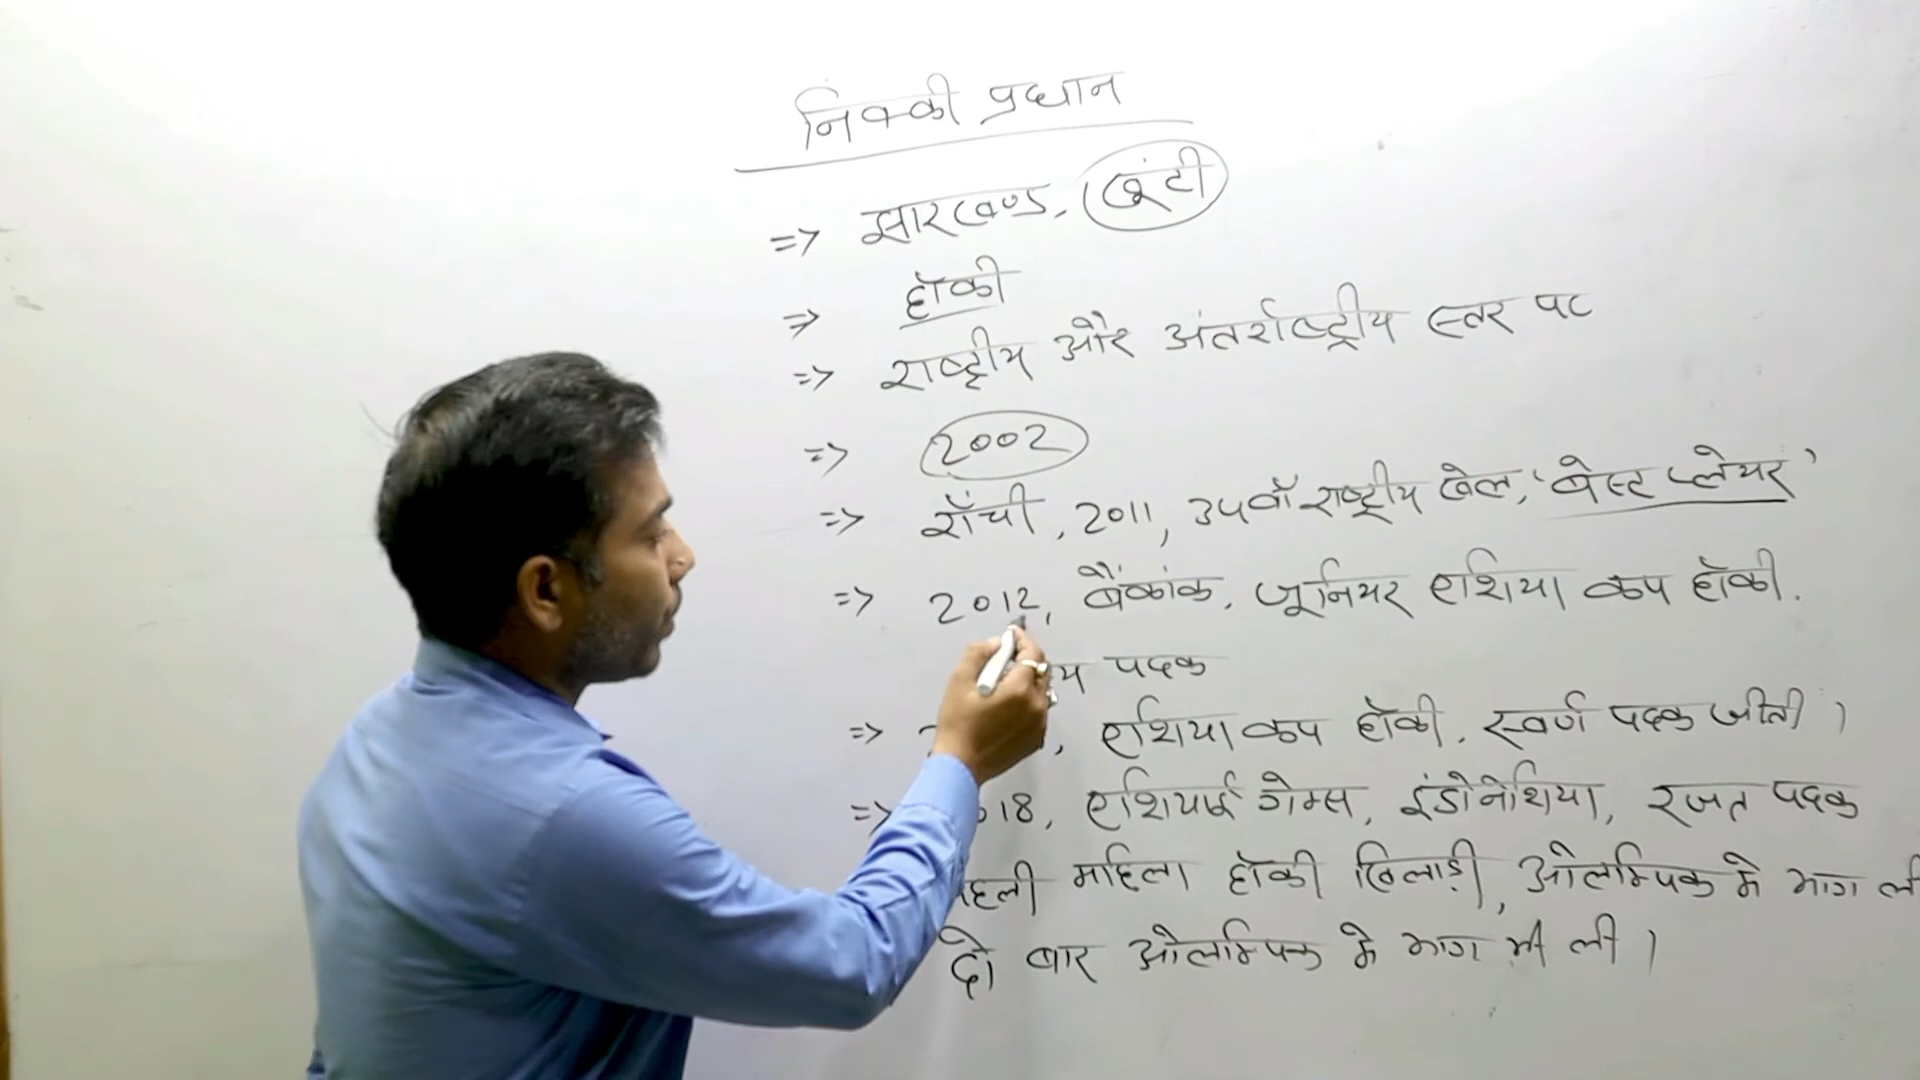 निक्की प्रधान
=> झारखण्ड, खूंटी
=> हॉकी
=> राष्ट्रीय और अंतर्राष्ट्रीय स्तर पर
=> 2002
=> राँची, 2011, 34वाँ राष्ट्रीय खेल, 'बेस्ट प्लेयर'
=> 2012, बैंकांक, जूनियर एशिया कप हॉकी.
पदक
=> एशिया कप हॉकी, स्वर्ण पदक जीती।
=> 18, एशियाई गेम्स, इंडोनेशिया, रजत पदक
महिला हॉकी खिलाड़ी, ओलम्पिक मे भाग ली
दो बार ओलम्पिक मे भाग भी ली।